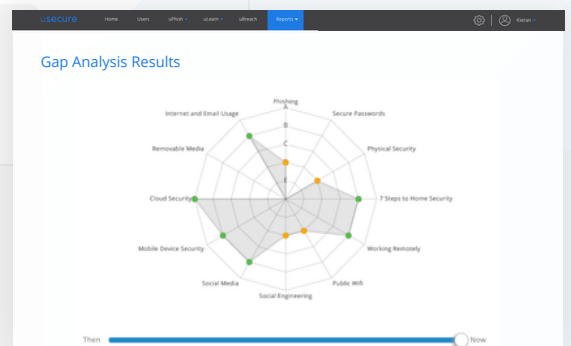 usecure Home Users uPhish uLearn uBreach Reports Kieran
Gap Analysis Results
Phishing
A
Internet and Email Usage
Secure Passwords
B
Removable Media
C
Physical Security
E
Cloud Security
7 Steps to Home Security
Mobile Device Security
Working Remotely
Social Media
Public Wifi
Social Engineering
Then
Now